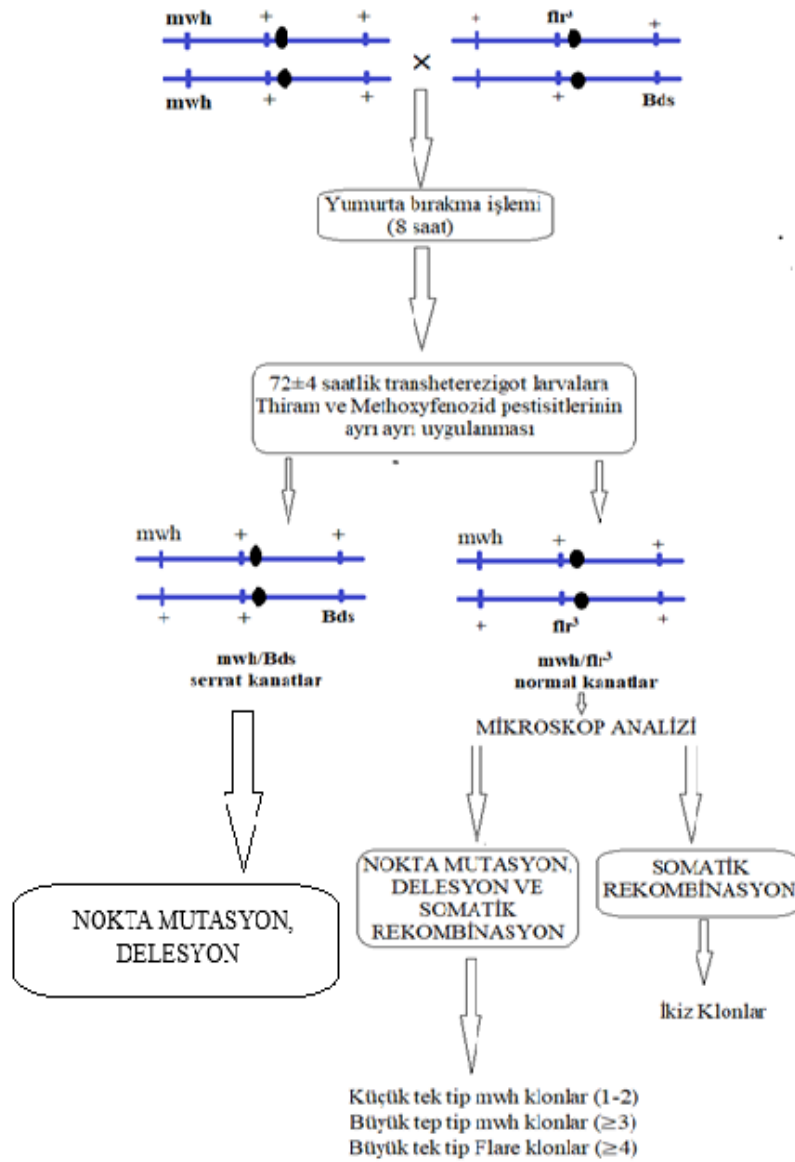 mwh + + + flr³ +
× 
mwh + + + Bds
Yumurta bırakma işlemi
(8 saat)
72±4 saatlik transheterezigot larvalara
Thiram ve Methoxyfenozid pestisitlerinin
ayrı ayrı uygulanması
mwh + +
+ + Bds
mwh/Bds
serrat kanatlar
mwh + +
+ flr³ +
mwh/flr³
normal kanatlar
MİKROSKOP ANALİZİ
NOKTA MUTASYON,
DELESYON
NOKTA MUTASYON,
DELESYON VE
SOMATİK
REKOMBİNASYON
SOMATİK
REKOMBİNASYON
İkiz Klonlar
Küçük tek tip mwh klonlar (1-2)
Büyük tep tip mwh klonlar (≥3)
Büyük tek tip Flare klonlar (≥4)